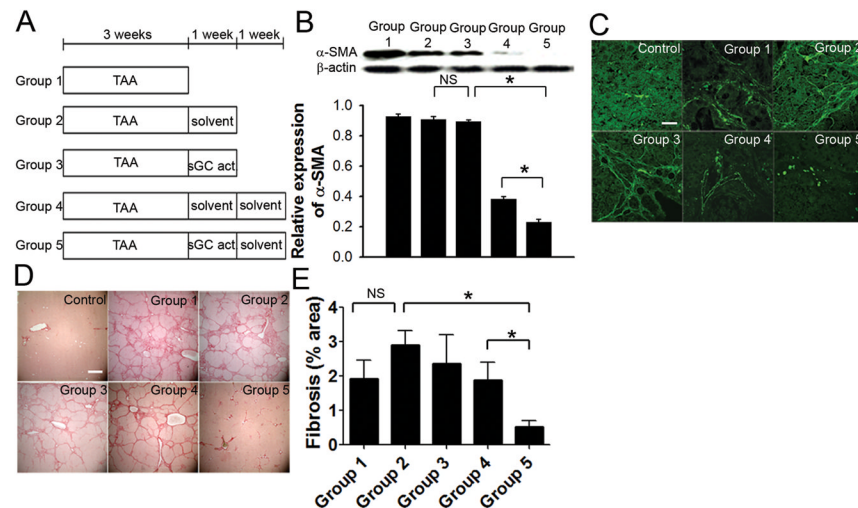 A
3 weeks 1 week 1 week
Group 1 TAA
Group 2 TAA solvent
Group 3 TAA sGC act
Group 4 TAA solvent solvent
Group 5 TAA sGC act solvent
B
Group Group Group Group Group
1 2 3 4 5
α-SMA
β-actin
NS *
*
Relative expression
of α-SMA
1.0
0.8
0.6
0.4
0.2
0.0
C
Control Group 1 Group 2
Group 3 Group 4 Group 5
D
Control Group 1 Group 2
Group 3 Group 4 Group 5
E
NS *
*
Fibrosis (% area)
4
3
2
1
0
Group 1 Group 2 Group 3 Group 4 Group 5